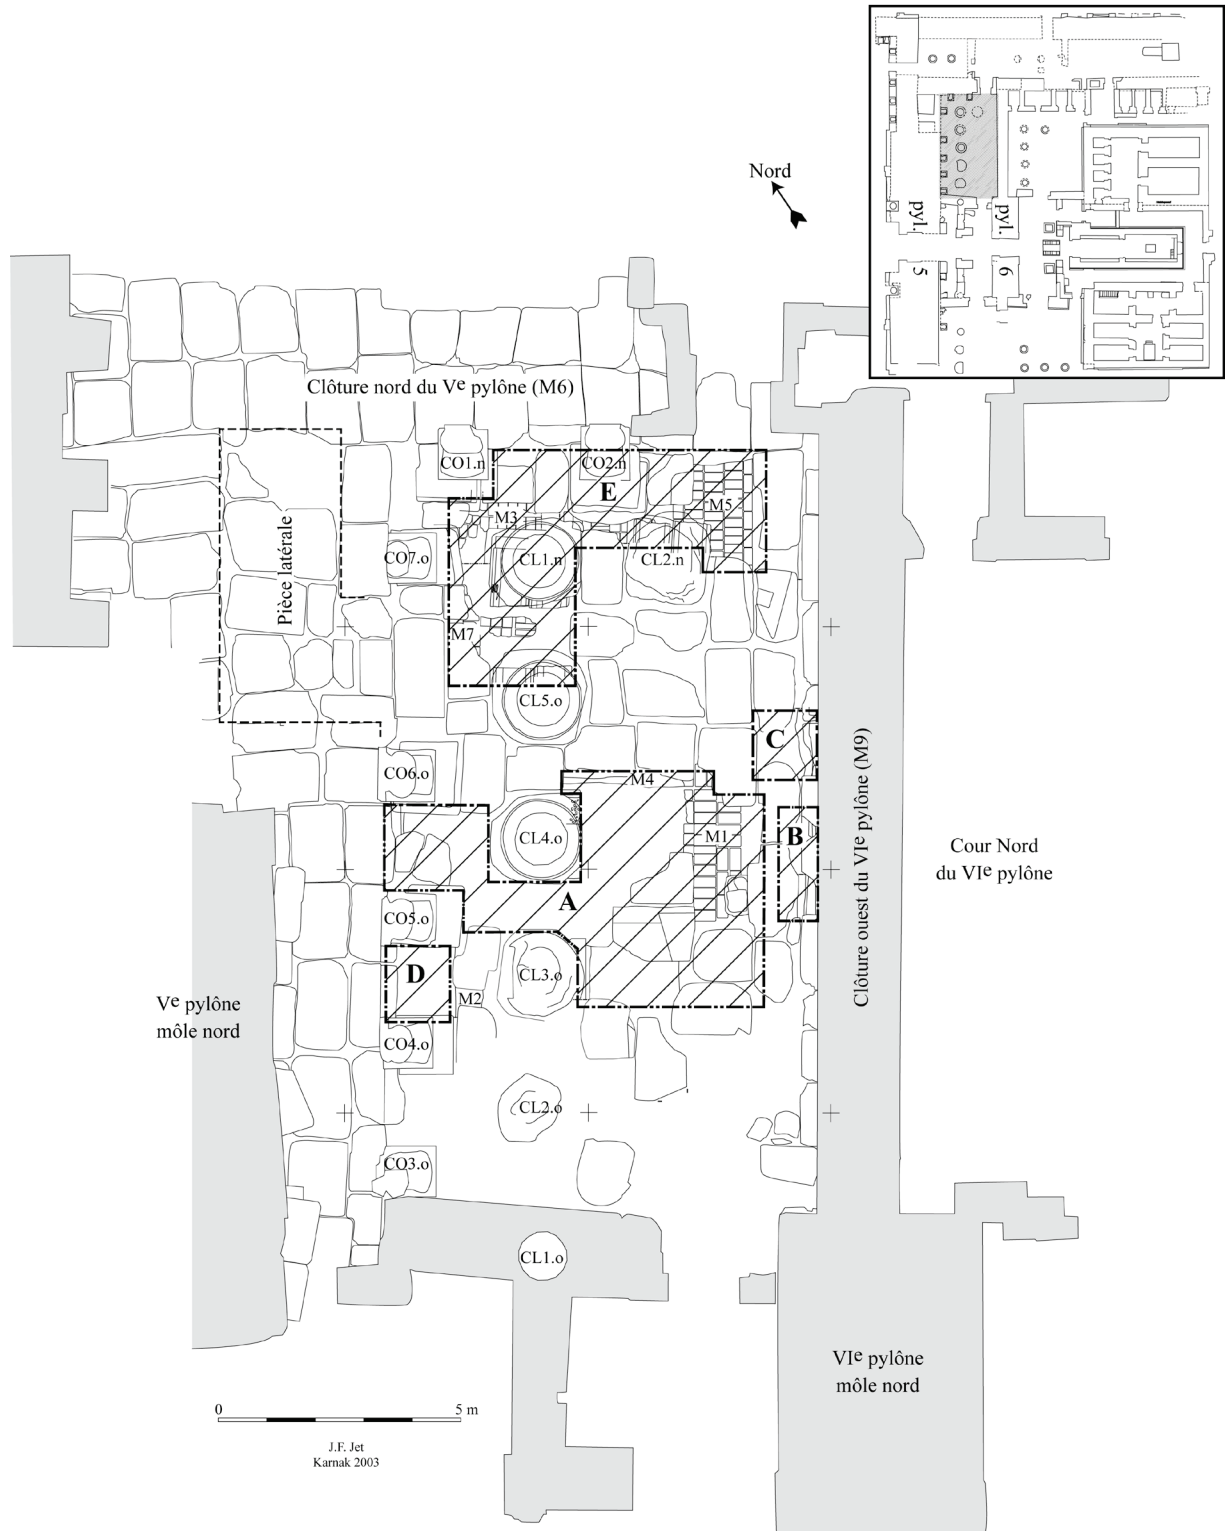 pyl.
pyl.
5
6
Nord
Clôture nord du Ve pylône (M6)
CO1.n
CO2.n
E
M5
M3
Pièce latérale
CO7.o
CL1.n
CL2.n
M7
CL5.o
C
CO6.o
M4
CL4.o
M1
B
Clôture ouest du VIe pylône (M9)
Cour Nord
du VIe pylône
A
CO5.o
D
CL3.o
M2
Ve pylône
môle nord
CO4.o
CL2.o
CO3.o
CL1.o
VIe pylône
môle nord
0
5 m
J.F. Jet
Karnak 2003